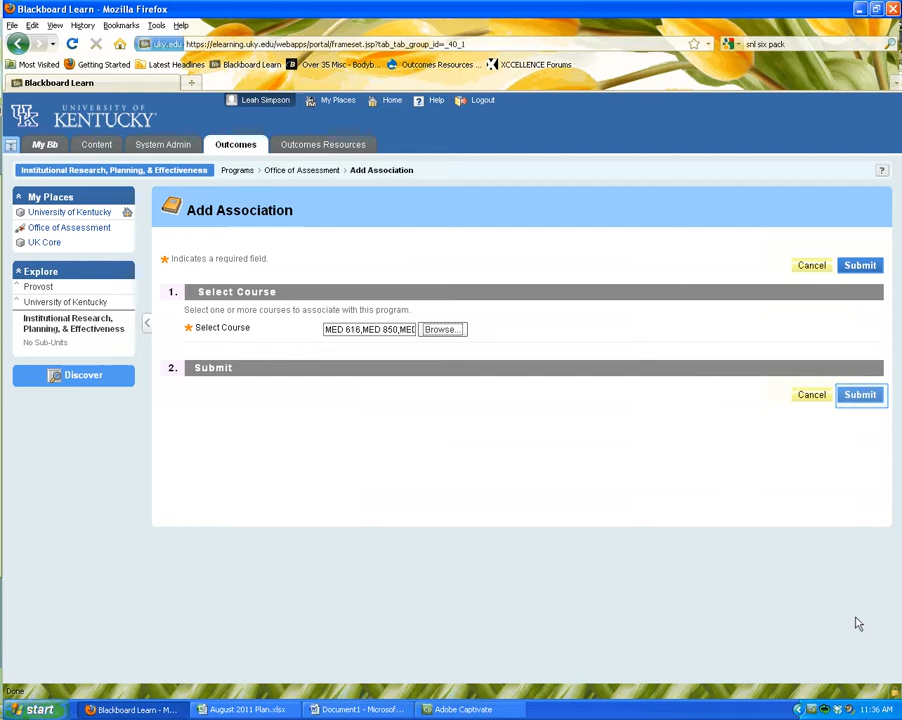 Blackboard Learn - Mozilla Firefox
File Edit View History Bookmarks Tools Help
uky.edu https://elearning.uky.edu/webapps/portal/frameset.jsp?tab_tab_group_id=_40_1
snl six pack
Most Visited Getting Started Latest Headlines Blackboard Learn Over 35 Misc - Bodyb... Outcomes Resources ... XCCELLENCE Forums
Blackboard Learn
Leah Simpson My Places Home Help Logout
UK UNIVERSITY OF
KENTUCKY
My Bb Content System Admin Outcomes Outcomes Resources
Institutional Research, Planning, & Effectiveness Programs > Office of Assessment > Add Association ?
My Places
University of Kentucky
Office of Assessment
UK Core
Explore
Provost
University of Kentucky
Institutional Research,
Planning, & Effectiveness
No Sub-Units
Discover
Add Association
Indicates a required field.
Cancel Submit
1. Select Course
Select one or more courses to associate with this program.
Select Course MED 616,MED 850,MED Browse...
2. Submit
Cancel Submit
Done
start Blackboard Learn - M... August 2011 Plan.xlsx Document1 - Microsof... Adobe Captivate 11:36 AM